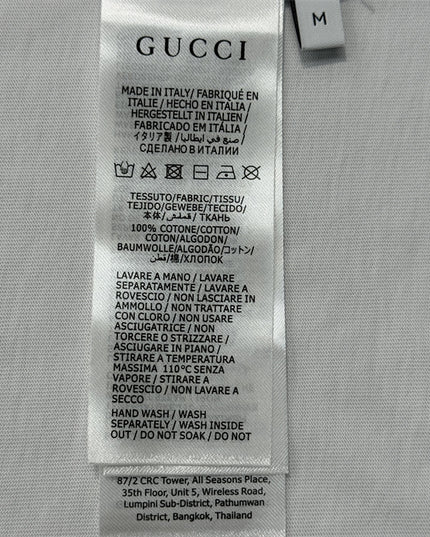 M
GUCCI
MADE IN ITALY/ FABRIQUÉ EN
ITALIE / HECHO EN ITALIA/
HERGESTELLT IN ITALIEN /
FABRICADO EM ITÁLIA /
イタリア製 / صنع في ايطاليا/
СДЕЛАНО В ИТАЛИИ
TESSUTO/FABRIC/TISSU/
TEJIDO/GEWEBE/TECIDO/
本体/قماش/ ТКАНЬ
100% COTONE/COTTON/
COTON/ALGODON/
BAUMWOLLE/ALGODÃO/コットン/
قطن/棉/ХЛОПОК
LAVARE A MANO / LAVARE
SEPARATAMENTE / LAVARE A
ROVESCIO / NON LASCIARE IN
AMMOLLO / NON TRATTARE
CON CLORO / NON USARE
ASCIUGATRICE / NON
TORCERE O STRIZZARE /
ASCIUGARE IN PIANO /
STIRARE A TEMPERATURA
MASSIMA 110°C SENZA
VAPORE / STIRARE A
ROVESCIO / NON LAVARE A
SECCO
HAND WASH / WASH
SEPARATELY / WASH INSIDE
OUT / DO NOT SOAK / DO NOT
87/2 CRC Tower, All Seasons Place,
35th Floor, Unit 5, Wireless Road,
Lumpini Sub-District, Pathumwan
District, Bangkok, Thailand